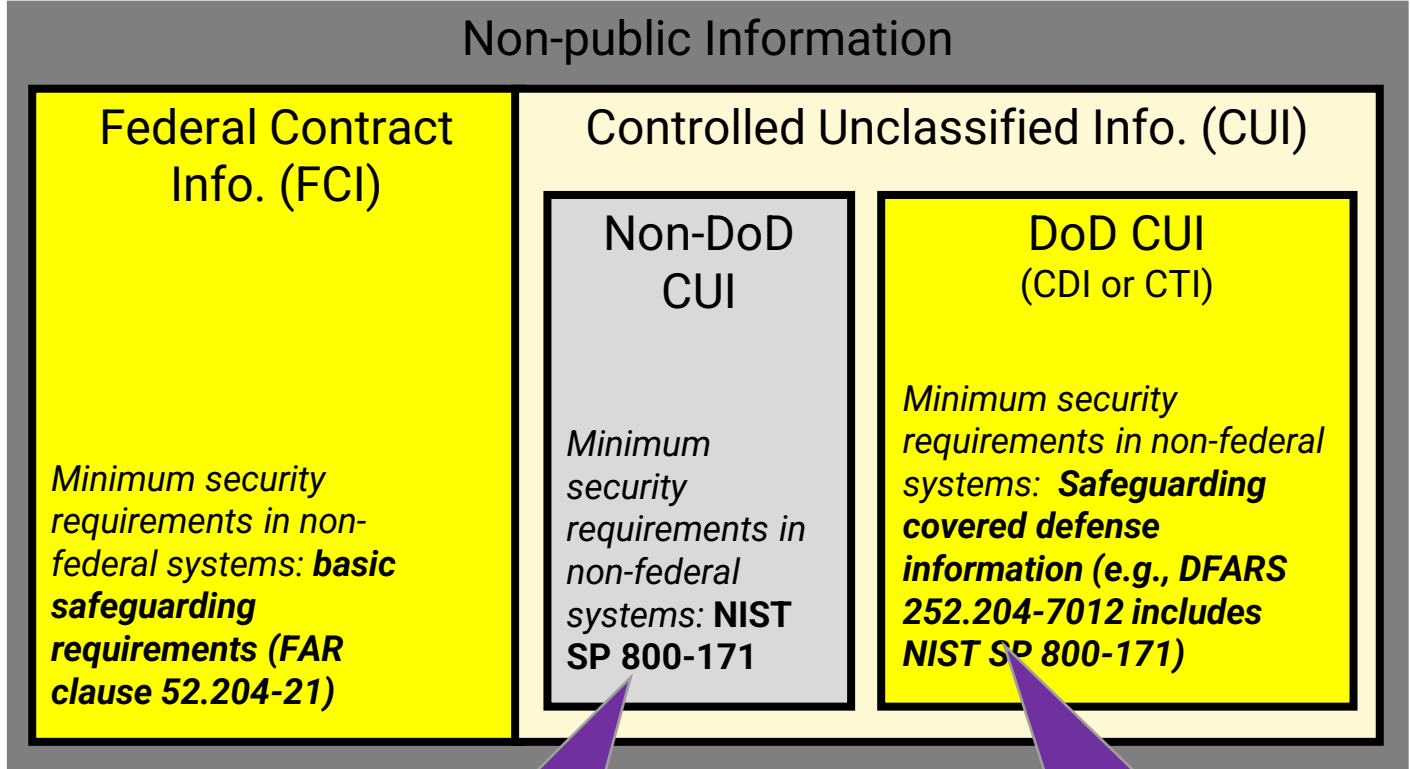 Non-public Information
Federal Contract
Info. (FCI)
Minimum security
requirements in non-
federal systems: basic
safeguarding
requirements (FAR
clause 52.204-21)
Controlled Unclassified Info. (CUI)
Non-DoD
CUI
Minimum
security
requirements in
non-federal
systems: NIST
SP 800-171
DoD CUI
(CDI or CTI)
Minimum security
requirements in non-federal
systems: Safeguarding
covered defense
information (e.g., DFARS
252.204-7012 includes
NIST SP 800-171)